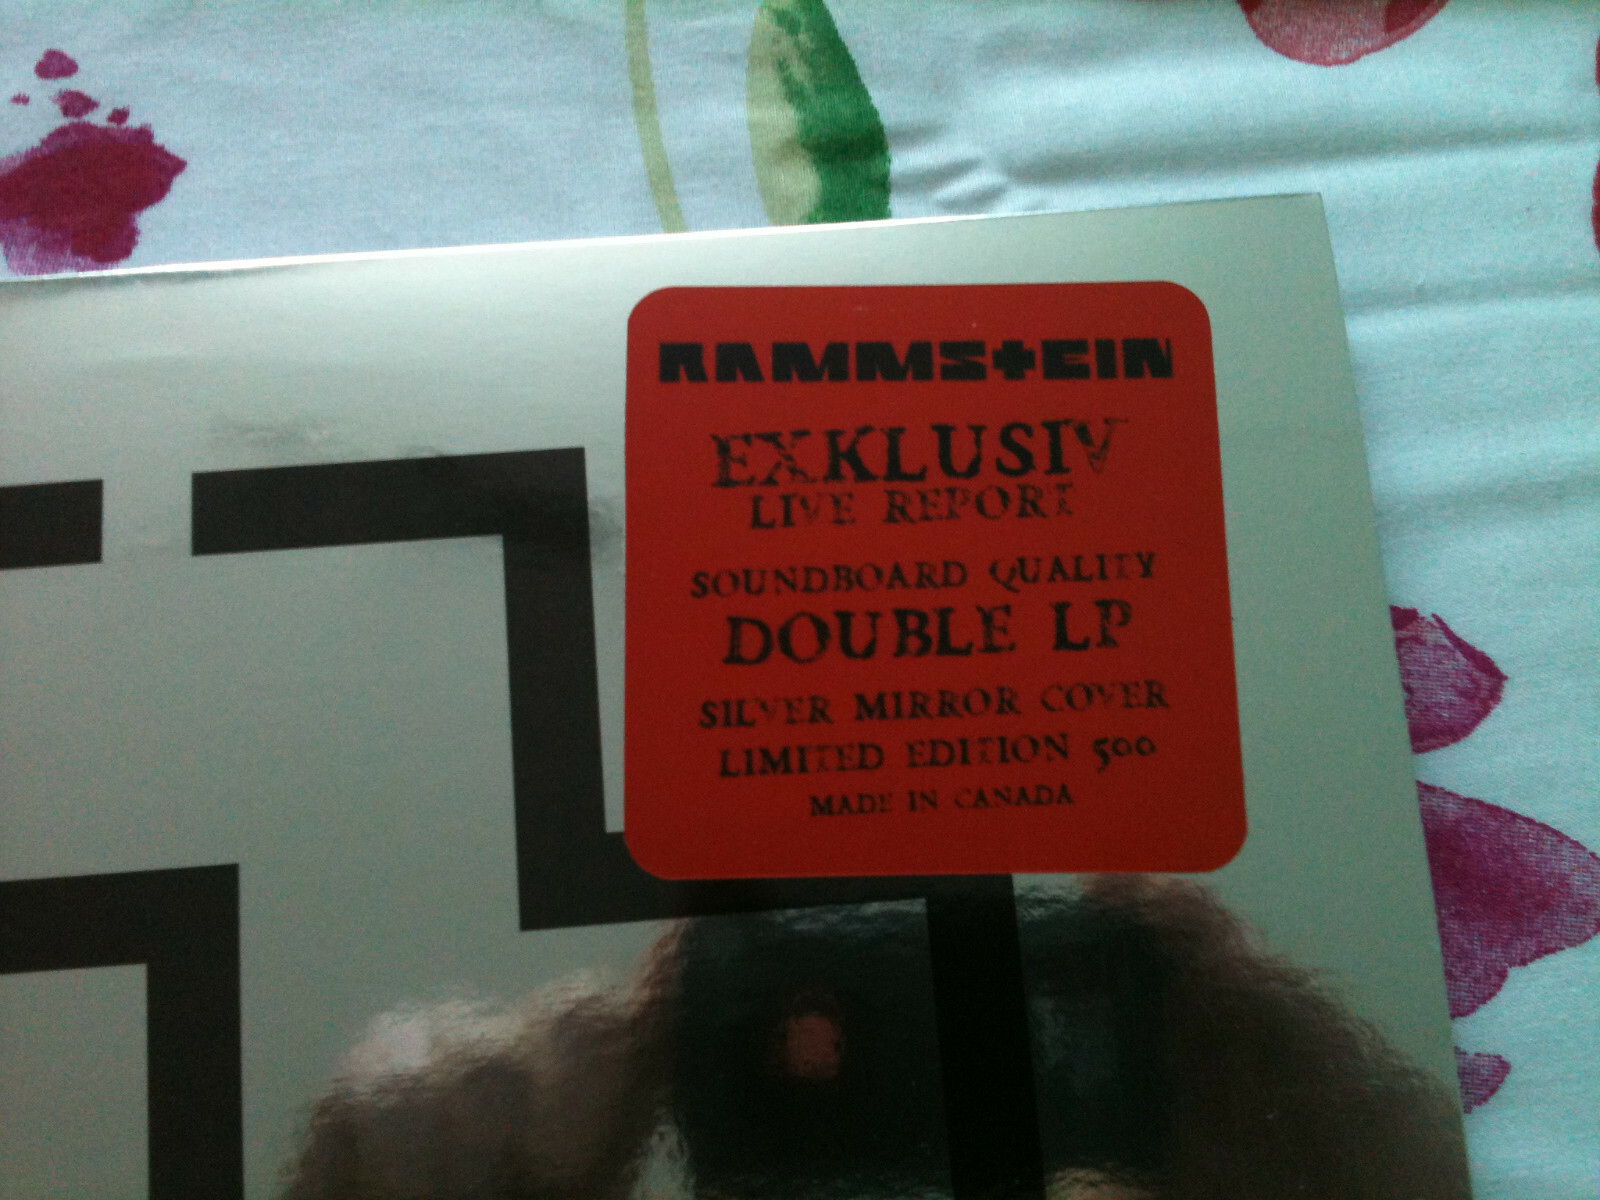 RAMMSTEIN
EXKLUSIV
LIVE REPORT
SOUNDBOARD QUALITY
DOUBLE LP
SILVER MIRROR COVER
LIMITED EDITION 500
MADE IN CANADA